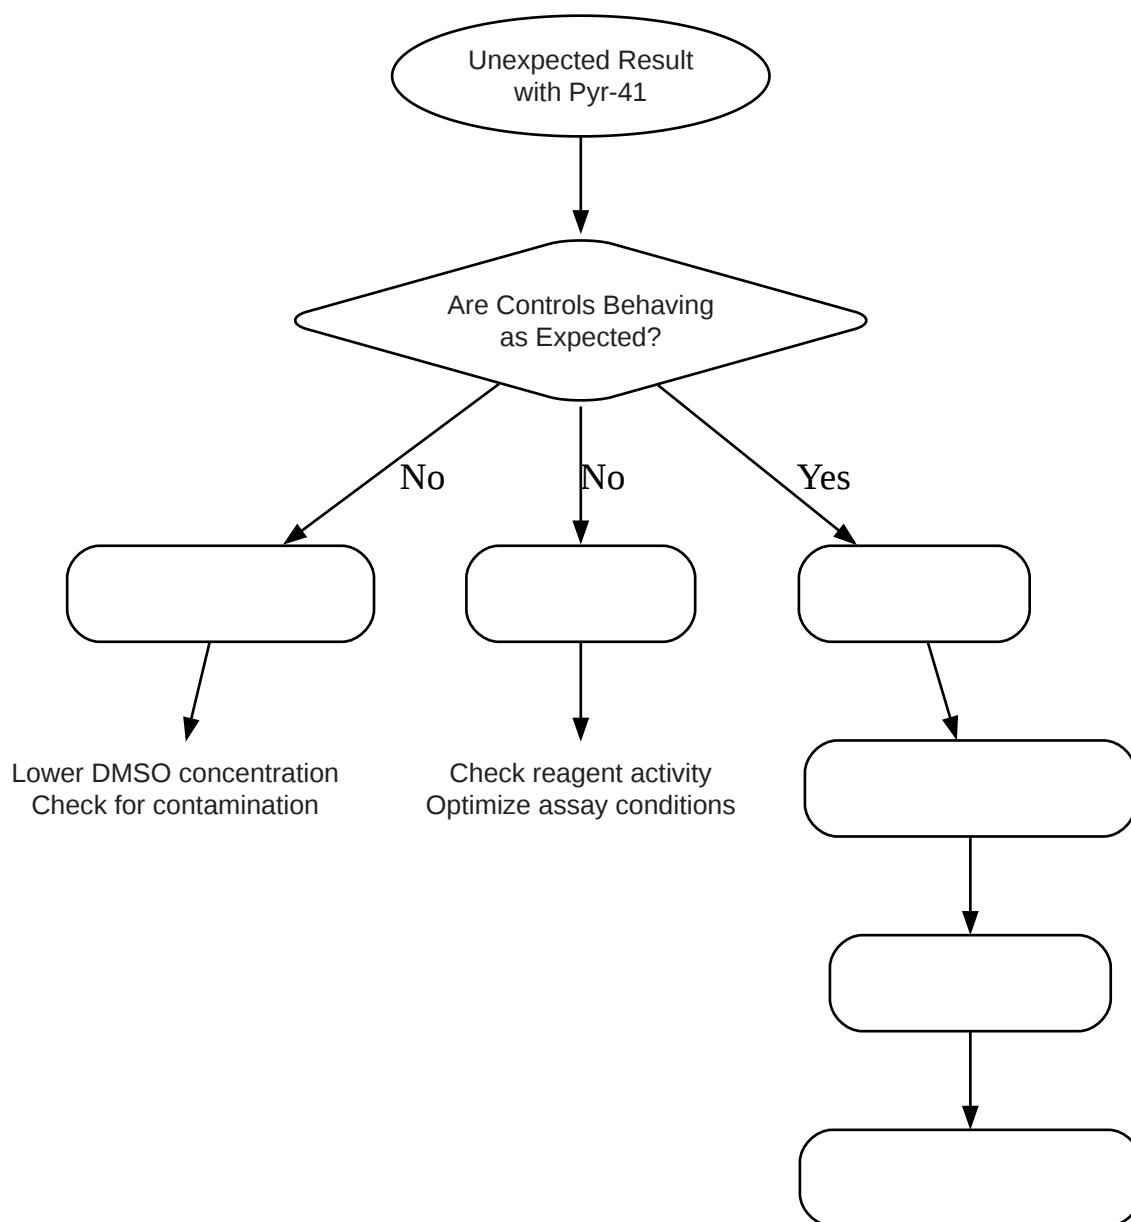 Unexpected Result
with Pyr-41
Are Controls Behaving
as Expected?
No
No
Yes
Lower DMSO concentration
Check for contamination
Check reagent activity
Optimize assay conditions